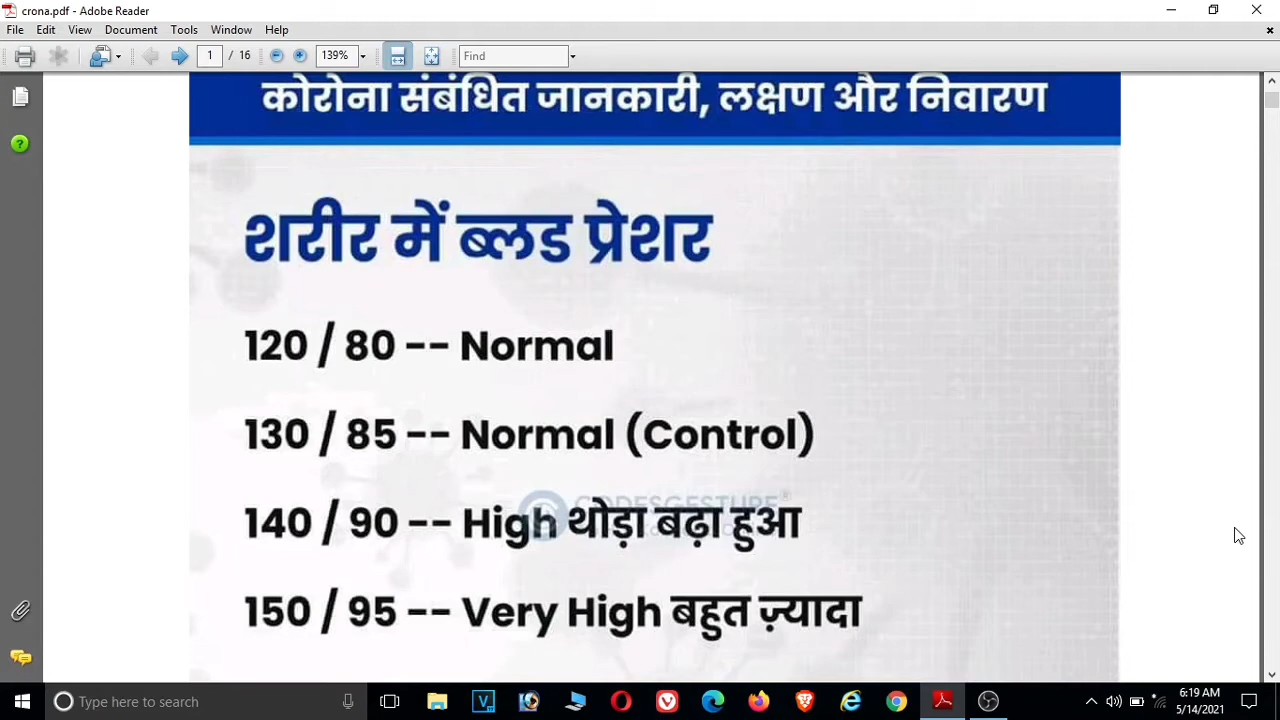 crona.pdf - Adobe Reader
File Edit View Document Tools Window Help
1 / 16 139% Find
कोरोना संबंधित जानकारी, लक्षण और निवारण
शरीर में ब्लड प्रेशर
120 / 80 -- Normal
130 / 85 -- Normal (Control)
140 / 90 -- High थोड़ा बढ़ा हुआ
150 / 95 -- Very High बहुत ज़्यादा
CODESGESTURE®
Type here to search
6:19 AM
5/14/2021